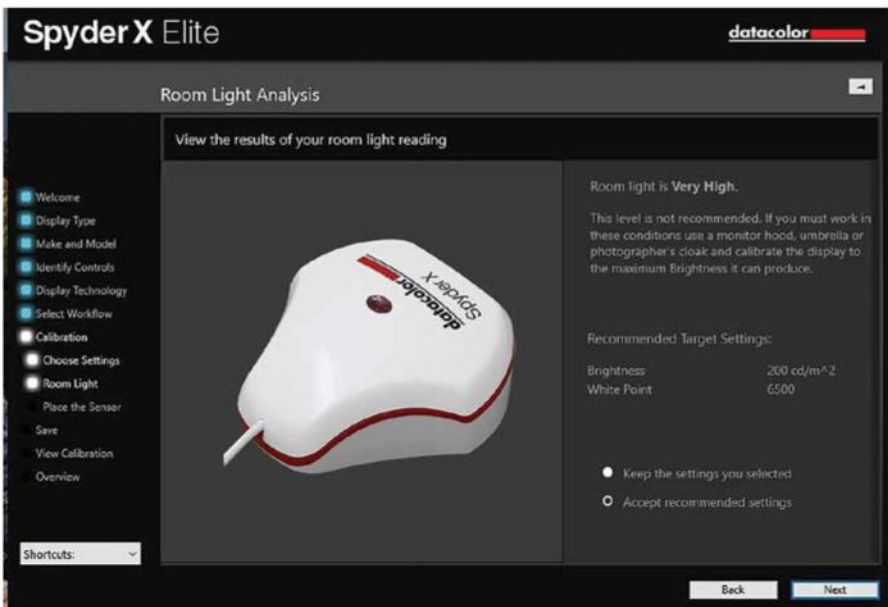 Spyder X Elite
datacolor
Room Light Analysis
View the results of your room light reading
Welcome
Display Type
Make and Model
Identify Controls
Display Technology
Select Workflow
Calibration
Choose Settings
Room Light
Place the Sensor
Save
View Calibration
Overview
Shortcuts:
datacolor
Spyder X
Room light is Very High.
This level is not recommended. If you must work in
these conditions use a monitor hood, umbrella or
photographer's cloak and calibrate the display to
the maximum Brightness it can produce.
Recommended Target Settings:
Brightness 200 cd/m^2
White Point 6500
Keep the settings you selected
Accept recommended settings
Back Next